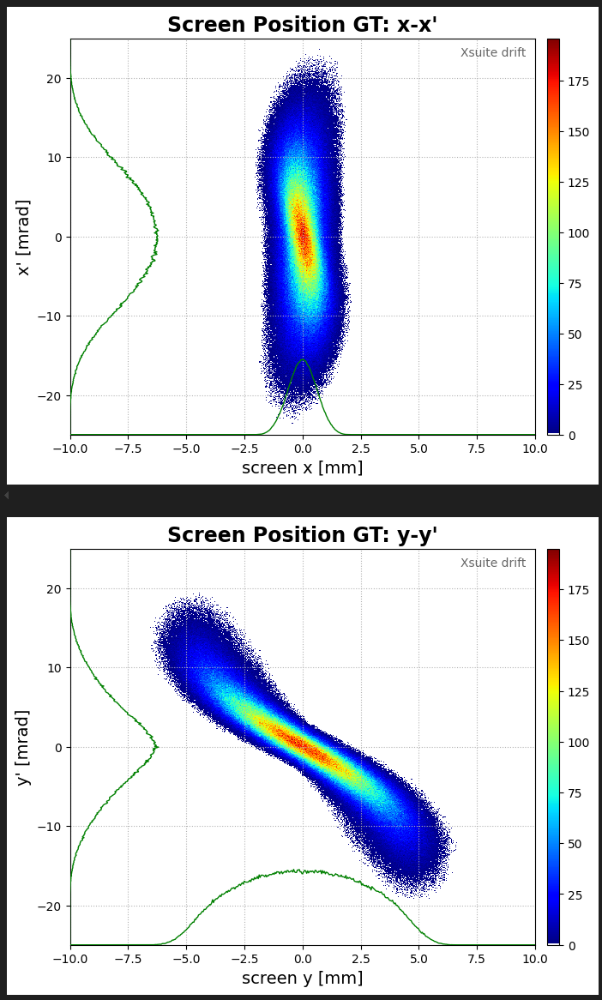 Screen Position GT: x-x'
Xsuite drift
20
10
0
−10
−20
x' [mrad]
−10.0 −7.5 −5.0 −2.5 0.0 2.5 5.0 7.5 10.0
screen x [mm]
175
150
125
100
75
50
25
0
Screen Position GT: y-y'
Xsuite drift
20
10
0
−10
−20
y' [mrad]
−10.0 −7.5 −5.0 −2.5 0.0 2.5 5.0 7.5 10.0
screen y [mm]
175
150
125
100
75
50
25
0